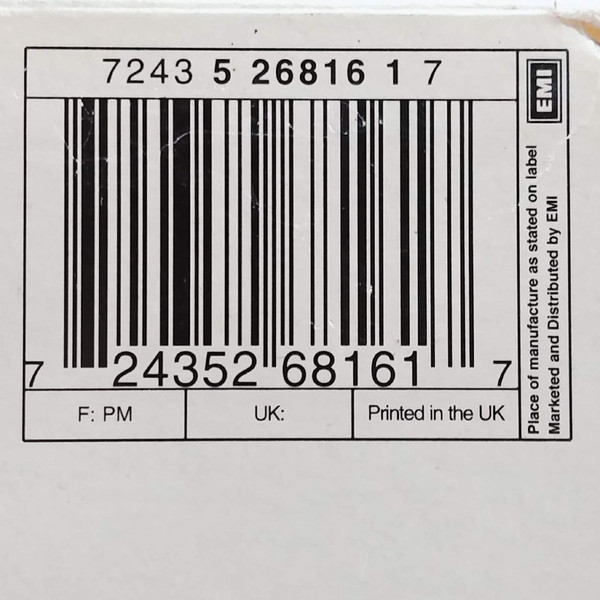 7243 5 26816 1 7
7 24352 68161 7
F: PM
UK:
Printed in the UK
EMI
Place of manufacture as stated on label
Marketed and Distributed by EMI